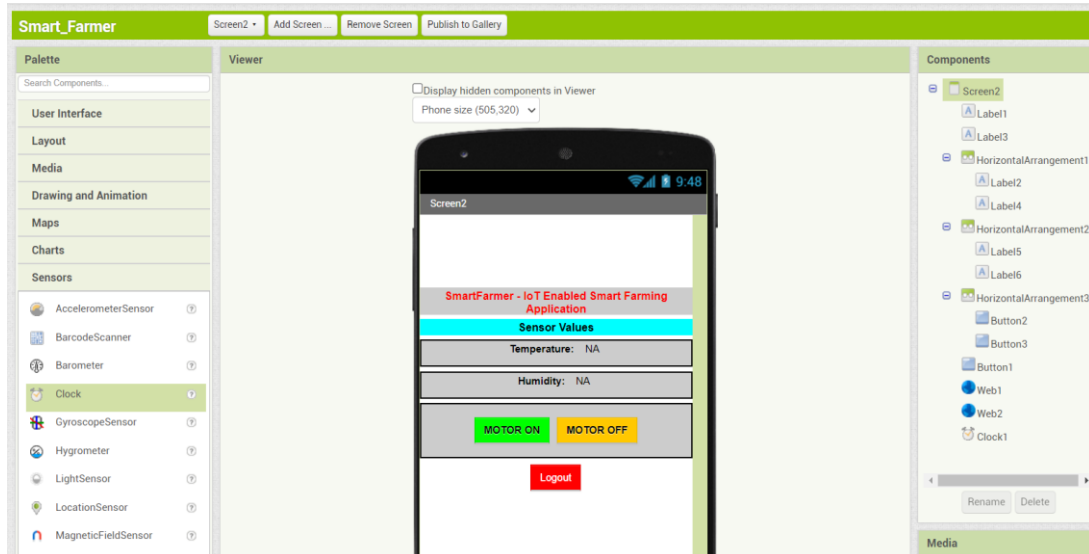 Smart_Farmer
Screen2
Add Screen ...
Remove Screen
Publish to Gallery
Palette
Search Components...
User Interface
Layout
Media
Drawing and Animation
Maps
Charts
Sensors
AccelerometerSensor
BarcodeScanner
Barometer
Clock
GyroscopeSensor
Hygrometer
LightSensor
LocationSensor
MagneticFieldSensor
Viewer
Display hidden components in Viewer
Phone size (505,320)
9:48
Screen2
SmartFarmer - IoT Enabled Smart Farming
Application
Sensor Values
Temperature: NA
Humidity: NA
MOTOR ON MOTOR OFF
Logout
Components
Screen2
Label1
Label3
HorizontalArrangement1
Label2
Label4
HorizontalArrangement2
Label5
Label6
HorizontalArrangement3
Button2
Button3
Button1
Web1
Web2
Clock1
Rename Delete
Media